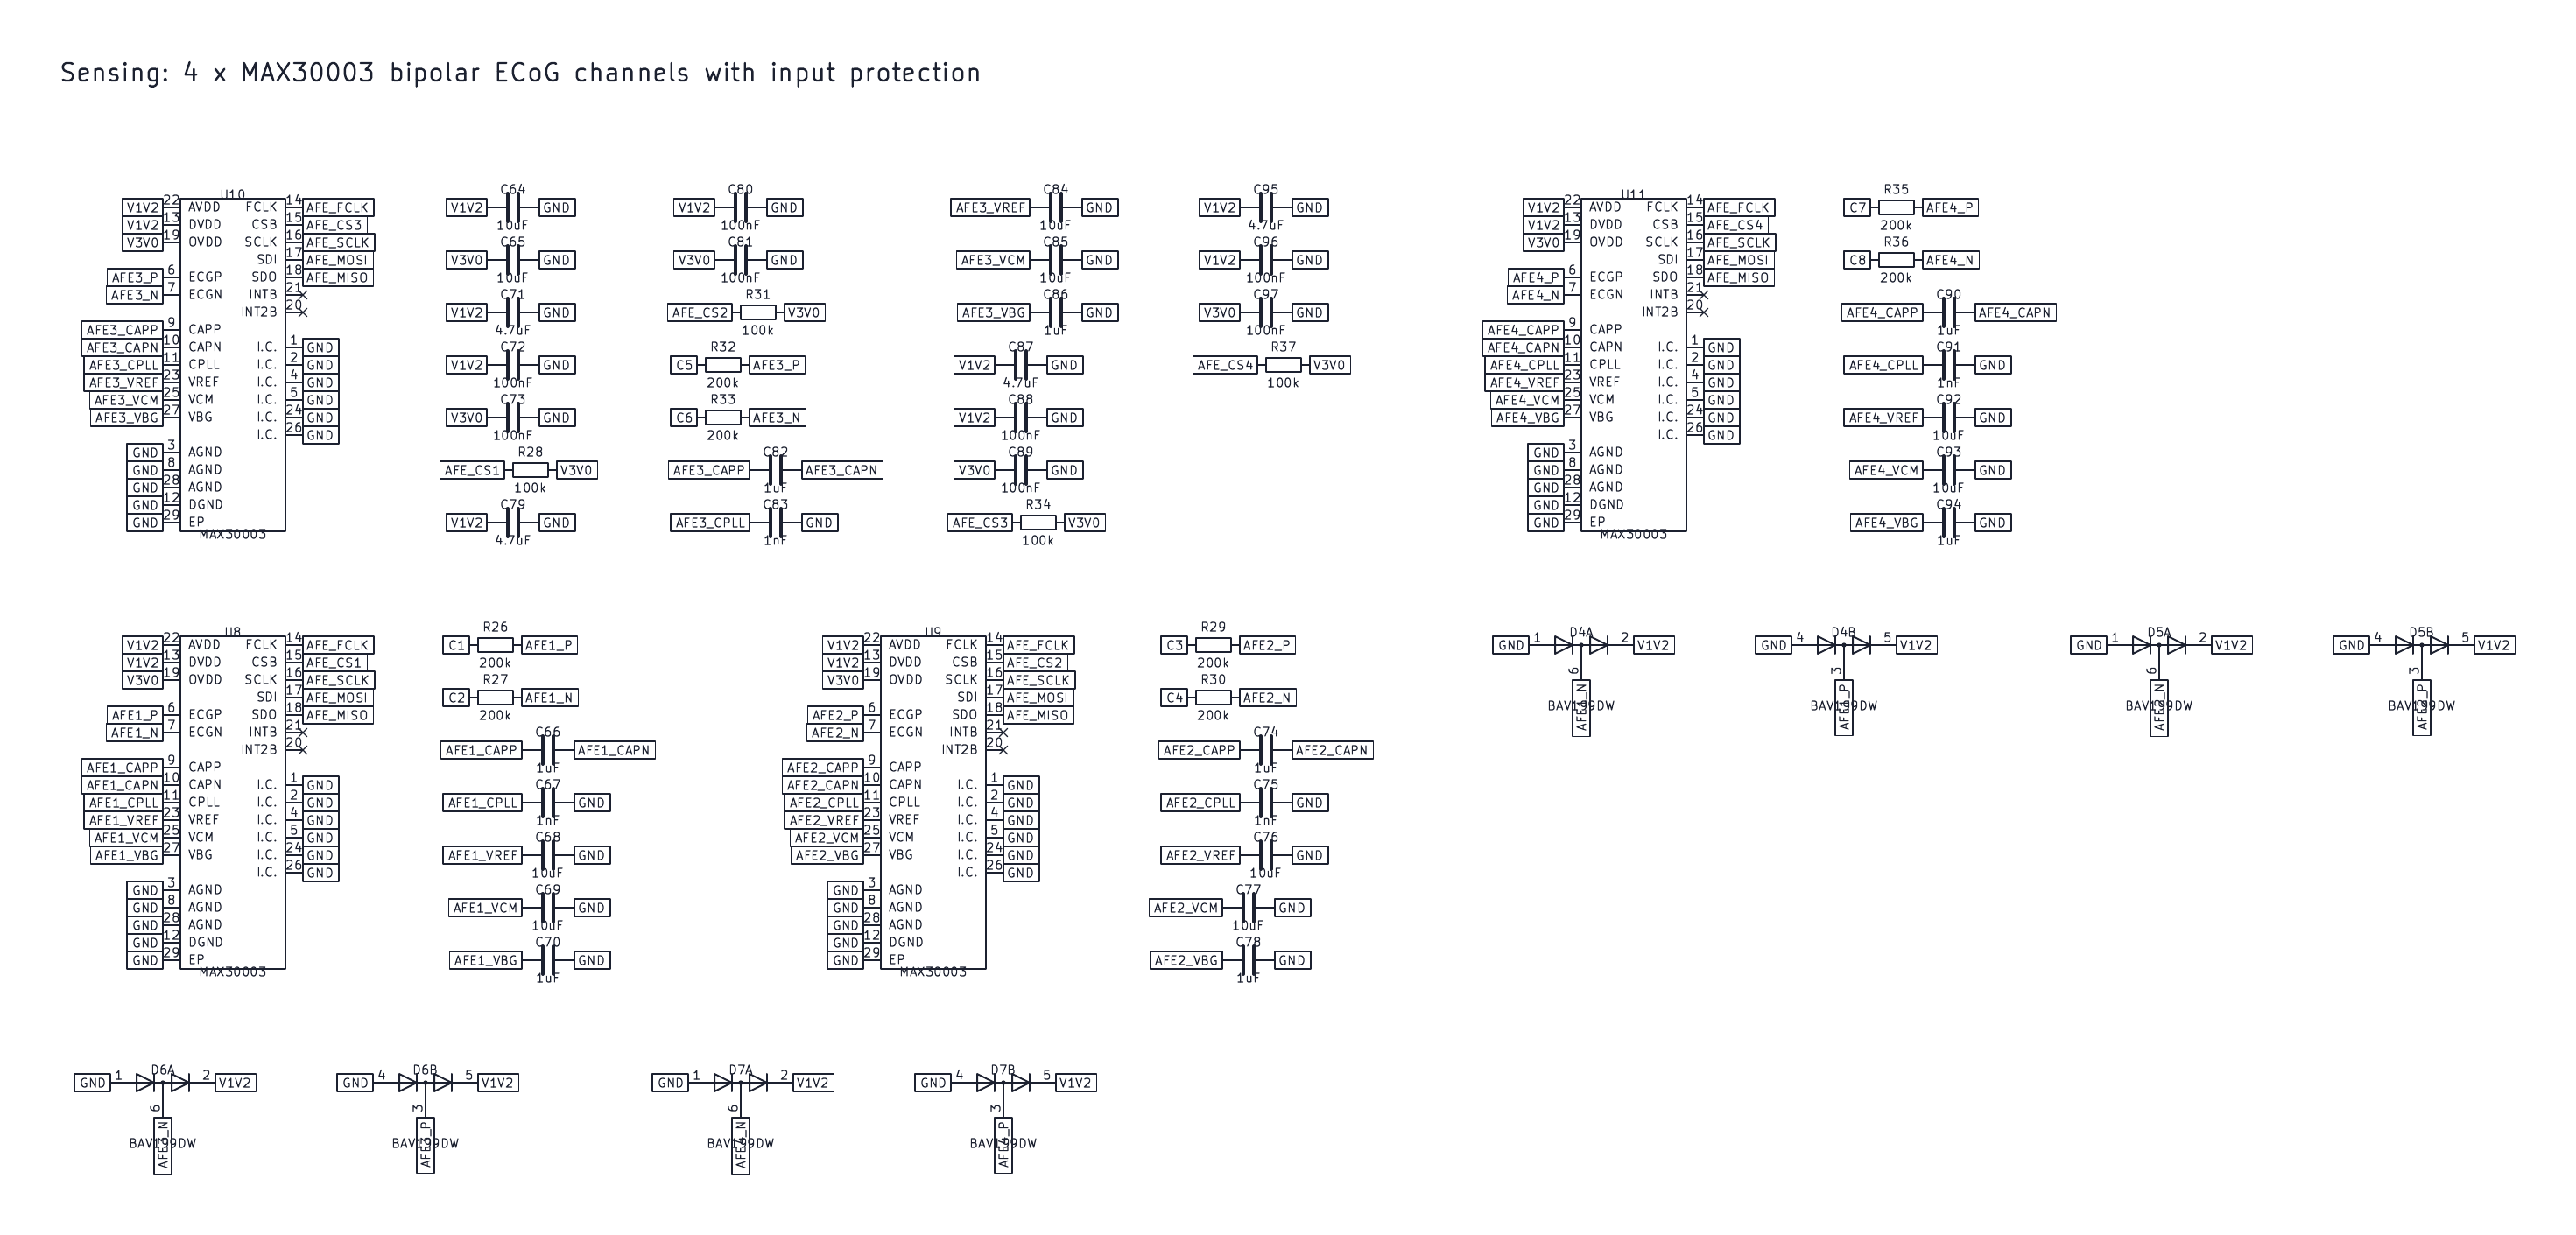 Sensing: 4 x MAX30003 bipolar ECoG channels with input protection
U10
V1V2 22 AVDD FCLK 14 AFE_FCLK
V1V2 13 DVDD CSB 15 AFE_CS3
V3V0 19 OVDD SCLK 16 AFE_SCLK
SDI 17 AFE_MOSI
AFE3_P 6 ECGP SDO 18 AFE_MISO
AFE3_N 7 ECGN INTB 21
INT2B 20
AFE3_CAPP 9 CAPP
AFE3_CAPN 10 CAPN I.C. 1 GND
AFE3_CPLL 11 CPLL I.C. 2 GND
AFE3_VREF 23 VREF I.C. 4 GND
AFE3_VCM 25 VCM I.C. 5 GND
AFE3_VBG 27 VBG I.C. 24 GND
I.C. 26 GND
GND 3 AGND
GND 8 AGND
GND 28 AGND
GND 12 DGND
GND 29 EP
MAX30003
C64
V1V2 GND
10uF
C65
V3V0 GND
10uF
C71
V1V2 GND
4.7uF
C72
V1V2 GND
100nF
C73
V3V0 GND
100nF
R28
AFE_CS1 V3V0
100k
C79
V1V2 GND
4.7uF
C80
V1V2 GND
100nF
C81
V3V0 GND
100nF
R31
AFE_CS2 V3V0
100k
R32
C5 AFE3_P
200k
R33
C6 AFE3_N
200k
C82
AFE3_CAPP AFE3_CAPN
1uF
C83
AFE3_CPLL GND
1nF
C84
AFE3_VREF GND
10uF
C85
AFE3_VCM GND
10uF
C86
AFE3_VBG GND
1uF
C87
V1V2 GND
4.7uF
C88
V1V2 GND
100nF
C89
V3V0 GND
100nF
R34
AFE_CS3 V3V0
100k
C95
V1V2 GND
4.7uF
C96
V1V2 GND
100nF
C97
V3V0 GND
100nF
R37
AFE_CS4 V3V0
100k
U11
V1V2 22 AVDD FCLK 14 AFE_FCLK
V1V2 13 DVDD CSB 15 AFE_CS4
V3V0 19 OVDD SCLK 16 AFE_SCLK
SDI 17 AFE_MOSI
AFE4_P 6 ECGP SDO 18 AFE_MISO
AFE4_N 7 ECGN INTB 21
INT2B 20
AFE4_CAPP 9 CAPP
AFE4_CAPN 10 CAPN I.C. 1 GND
AFE4_CPLL 11 CPLL I.C. 2 GND
AFE4_VREF 23 VREF I.C. 4 GND
AFE4_VCM 25 VCM I.C. 5 GND
AFE4_VBG 27 VBG I.C. 24 GND
I.C. 26 GND
GND 3 AGND
GND 8 AGND
GND 28 AGND
GND 12 DGND
GND 29 EP
MAX30003
R35
C7 AFE4_P
200k
R36
C8 AFE4_N
200k
C90
AFE4_CAPP AFE4_CAPN
1uF
C91
AFE4_CPLL GND
1nF
C92
AFE4_VREF GND
10uF
C93
AFE4_VCM GND
10uF
C94
AFE4_VBG GND
1uF
U8
V1V2 22 AVDD FCLK 14 AFE_FCLK
V1V2 13 DVDD CSB 15 AFE_CS1
V3V0 19 OVDD SCLK 16 AFE_SCLK
SDI 17 AFE_MOSI
AFE1_P 6 ECGP SDO 18 AFE_MISO
AFE1_N 7 ECGN INTB 21
INT2B 20
AFE1_CAPP 9 CAPP
AFE1_CAPN 10 CAPN I.C. 1 GND
AFE1_CPLL 11 CPLL I.C. 2 GND
AFE1_VREF 23 VREF I.C. 4 GND
AFE1_VCM 25 VCM I.C. 5 GND
AFE1_VBG 27 VBG I.C. 24 GND
I.C. 26 GND
GND 3 AGND
GND 8 AGND
GND 28 AGND
GND 12 DGND
GND 29 EP
MAX30003
R26
C1 AFE1_P
200k
R27
C2 AFE1_N
200k
C66
AFE1_CAPP AFE1_CAPN
1uF
C67
AFE1_CPLL GND
1nF
C68
AFE1_VREF GND
10uF
C69
AFE1_VCM GND
10uF
C70
AFE1_VBG GND
1uF
U9
V1V2 22 AVDD FCLK 14 AFE_FCLK
V1V2 13 DVDD CSB 15 AFE_CS2
V3V0 19 OVDD SCLK 16 AFE_SCLK
SDI 17 AFE_MOSI
AFE2_P 6 ECGP SDO 18 AFE_MISO
AFE2_N 7 ECGN INTB 21
INT2B 20
AFE2_CAPP 9 CAPP
AFE2_CAPN 10 CAPN I.C. 1 GND
AFE2_CPLL 11 CPLL I.C. 2 GND
AFE2_VREF 23 VREF I.C. 4 GND
AFE2_VCM 25 VCM I.C. 5 GND
AFE2_VBG 27 VBG I.C. 24 GND
I.C. 26 GND
GND 3 AGND
GND 8 AGND
GND 28 AGND
GND 12 DGND
GND 29 EP
MAX30003
R29
C3 AFE2_P
200k
R30
C4 AFE2_N
200k
C74
AFE2_CAPP AFE2_CAPN
1uF
C75
AFE2_CPLL GND
1nF
C76
AFE2_VREF GND
10uF
C77
AFE2_VCM GND
10uF
C78
AFE2_VBG GND
1uF
D4A
GND 1 2 V1V2
6
BAV199DW
D4B
GND 4 5 V1V2
3
BAV199DW
D5A
GND 1 2 V1V2
6
BAV199DW
D5B
GND 4 5 V1V2
3
BAV199DW
D6A
GND 1 2 V1V2
6
BAV199DW
D6B
GND 4 5 V1V2
3
BAV199DW
D7A
GND 1 2 V1V2
6
BAV199DW
D7B
GND 4 5 V1V2
3
BAV199DW